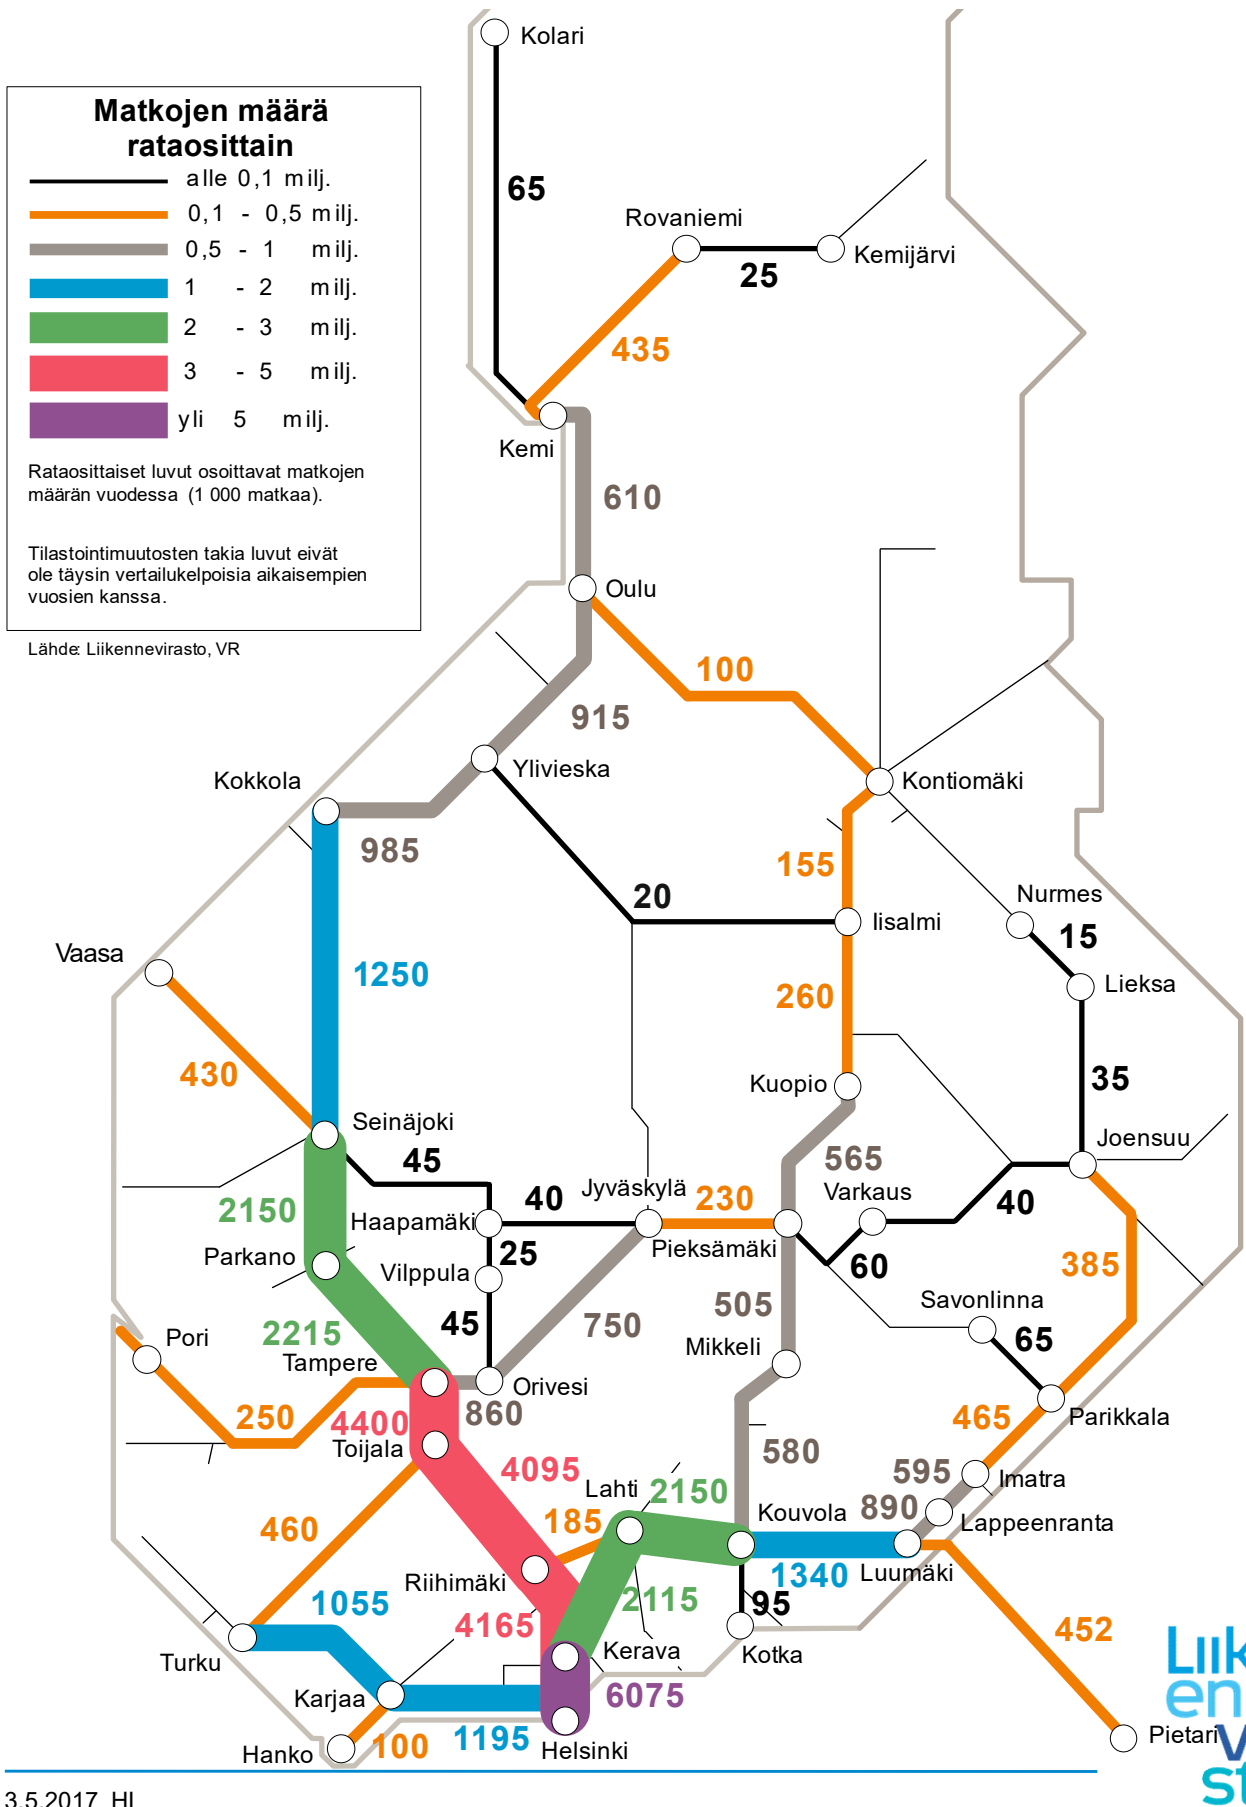 Kolari
Matkojen määrä
rataosittain
alle 0,1 milj.
0,1 - 0,5 milj.
0,5 - 1 milj.
1 - 2 milj.
2 - 3 milj.
3 - 5 milj.
yli 5 milj.
Rataosittaiset luvut osoittavat matkojen
määrän vuodessa (1 000 matkaa).
Tilastointimuutosten takia luvut eivät
ole täysin vertailukelpoisia aikaisempien
vuosien kanssa.
Lähde: Liikennevirasto, VR
65
Rovaniemi
Kemijärvi
25
435
Kemi
610
Oulu
100
915
Ylivieska
Kokkola
Kontiomäki
985
155
20
Nurmes
Iisalmi
15
Vaasa
1250
260
Lieksa
430
Kuopio
35
Seinäjoki
Joensuu
45
565
40
Jyväskylä
230
Varkaus
40
2150
Haapamäki
Parkano
25
Pieksämäki
60
385
Vilppula
505
Savonlinna
2215
45
750
65
Pori
Mikkeli
Tampere
Orivesi
250
4400
860
465
Parikkala
Toijala
580
4095
595
Imatra
Lahti
2150
890
Kouvola
Lappeenranta
460
185
Riihimäki
1340
Luumäki
1055
2115
95
4165
452
Turku
Kerava
Kotka
Karjaa
6075
1195
Hanko
100
Helsinki
Pietari
Liik
en
v
st
3.5.2017 HL